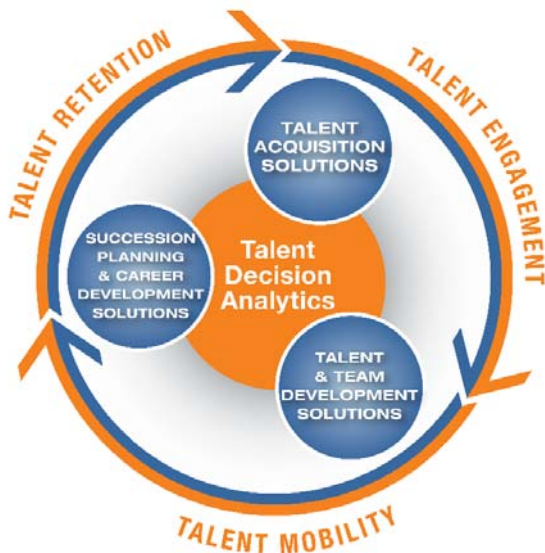 TALENT RETENTION
TALENT ENGAGEMENT
TALENT
ACQUISITION
SOLUTIONS
SUCCESSION
PLANNING
& CAREER
DEVELOPMENT
SOLUTIONS
Talent
Decision
Analytics
TALENT
& TEAM
DEVELOPMENT
SOLUTIONS
TALENT MOBILITY